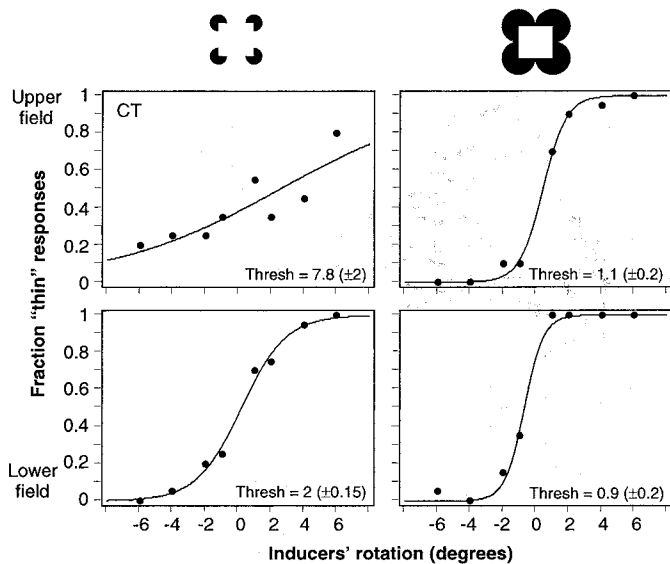 Upper field
Fraction "thin" responses
Lower field
1
0.8
0.6
0.4
0.2
0
CT
Thresh = 7.8 (±2)
Thresh = 1.1 (±0.2)
1
0.8
0.6
0.4
0.2
0
Thresh = 2 (±0.15)
Thresh = 0.9 (±0.2)
-6 -4 -2 0 2 4 6
-6 -4 -2 0 2 4 6
Inducers' rotation (degrees)